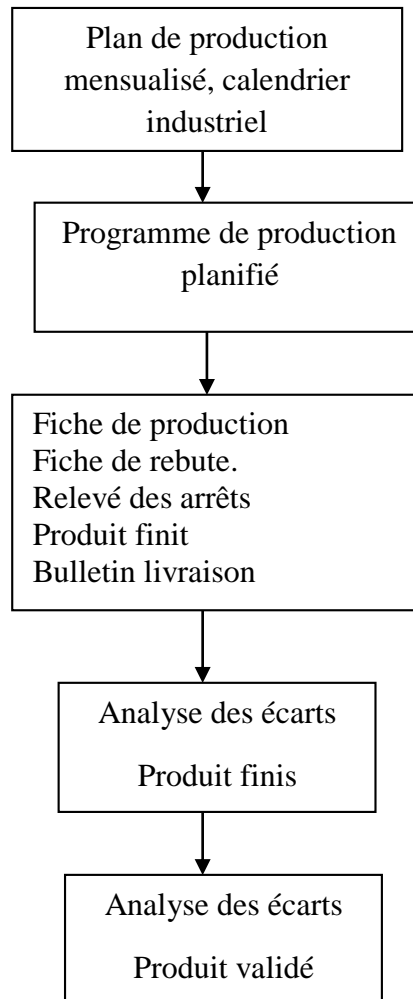 Plan de production
mensualisé, calendrier
industriel
Programme de production
planifié
Fiche de production
Fiche de rebute.
Relevé des arrêts
Produit finit
Bulletin livraison
Analyse des écarts
Produit finis
Analyse des écarts
Produit validé